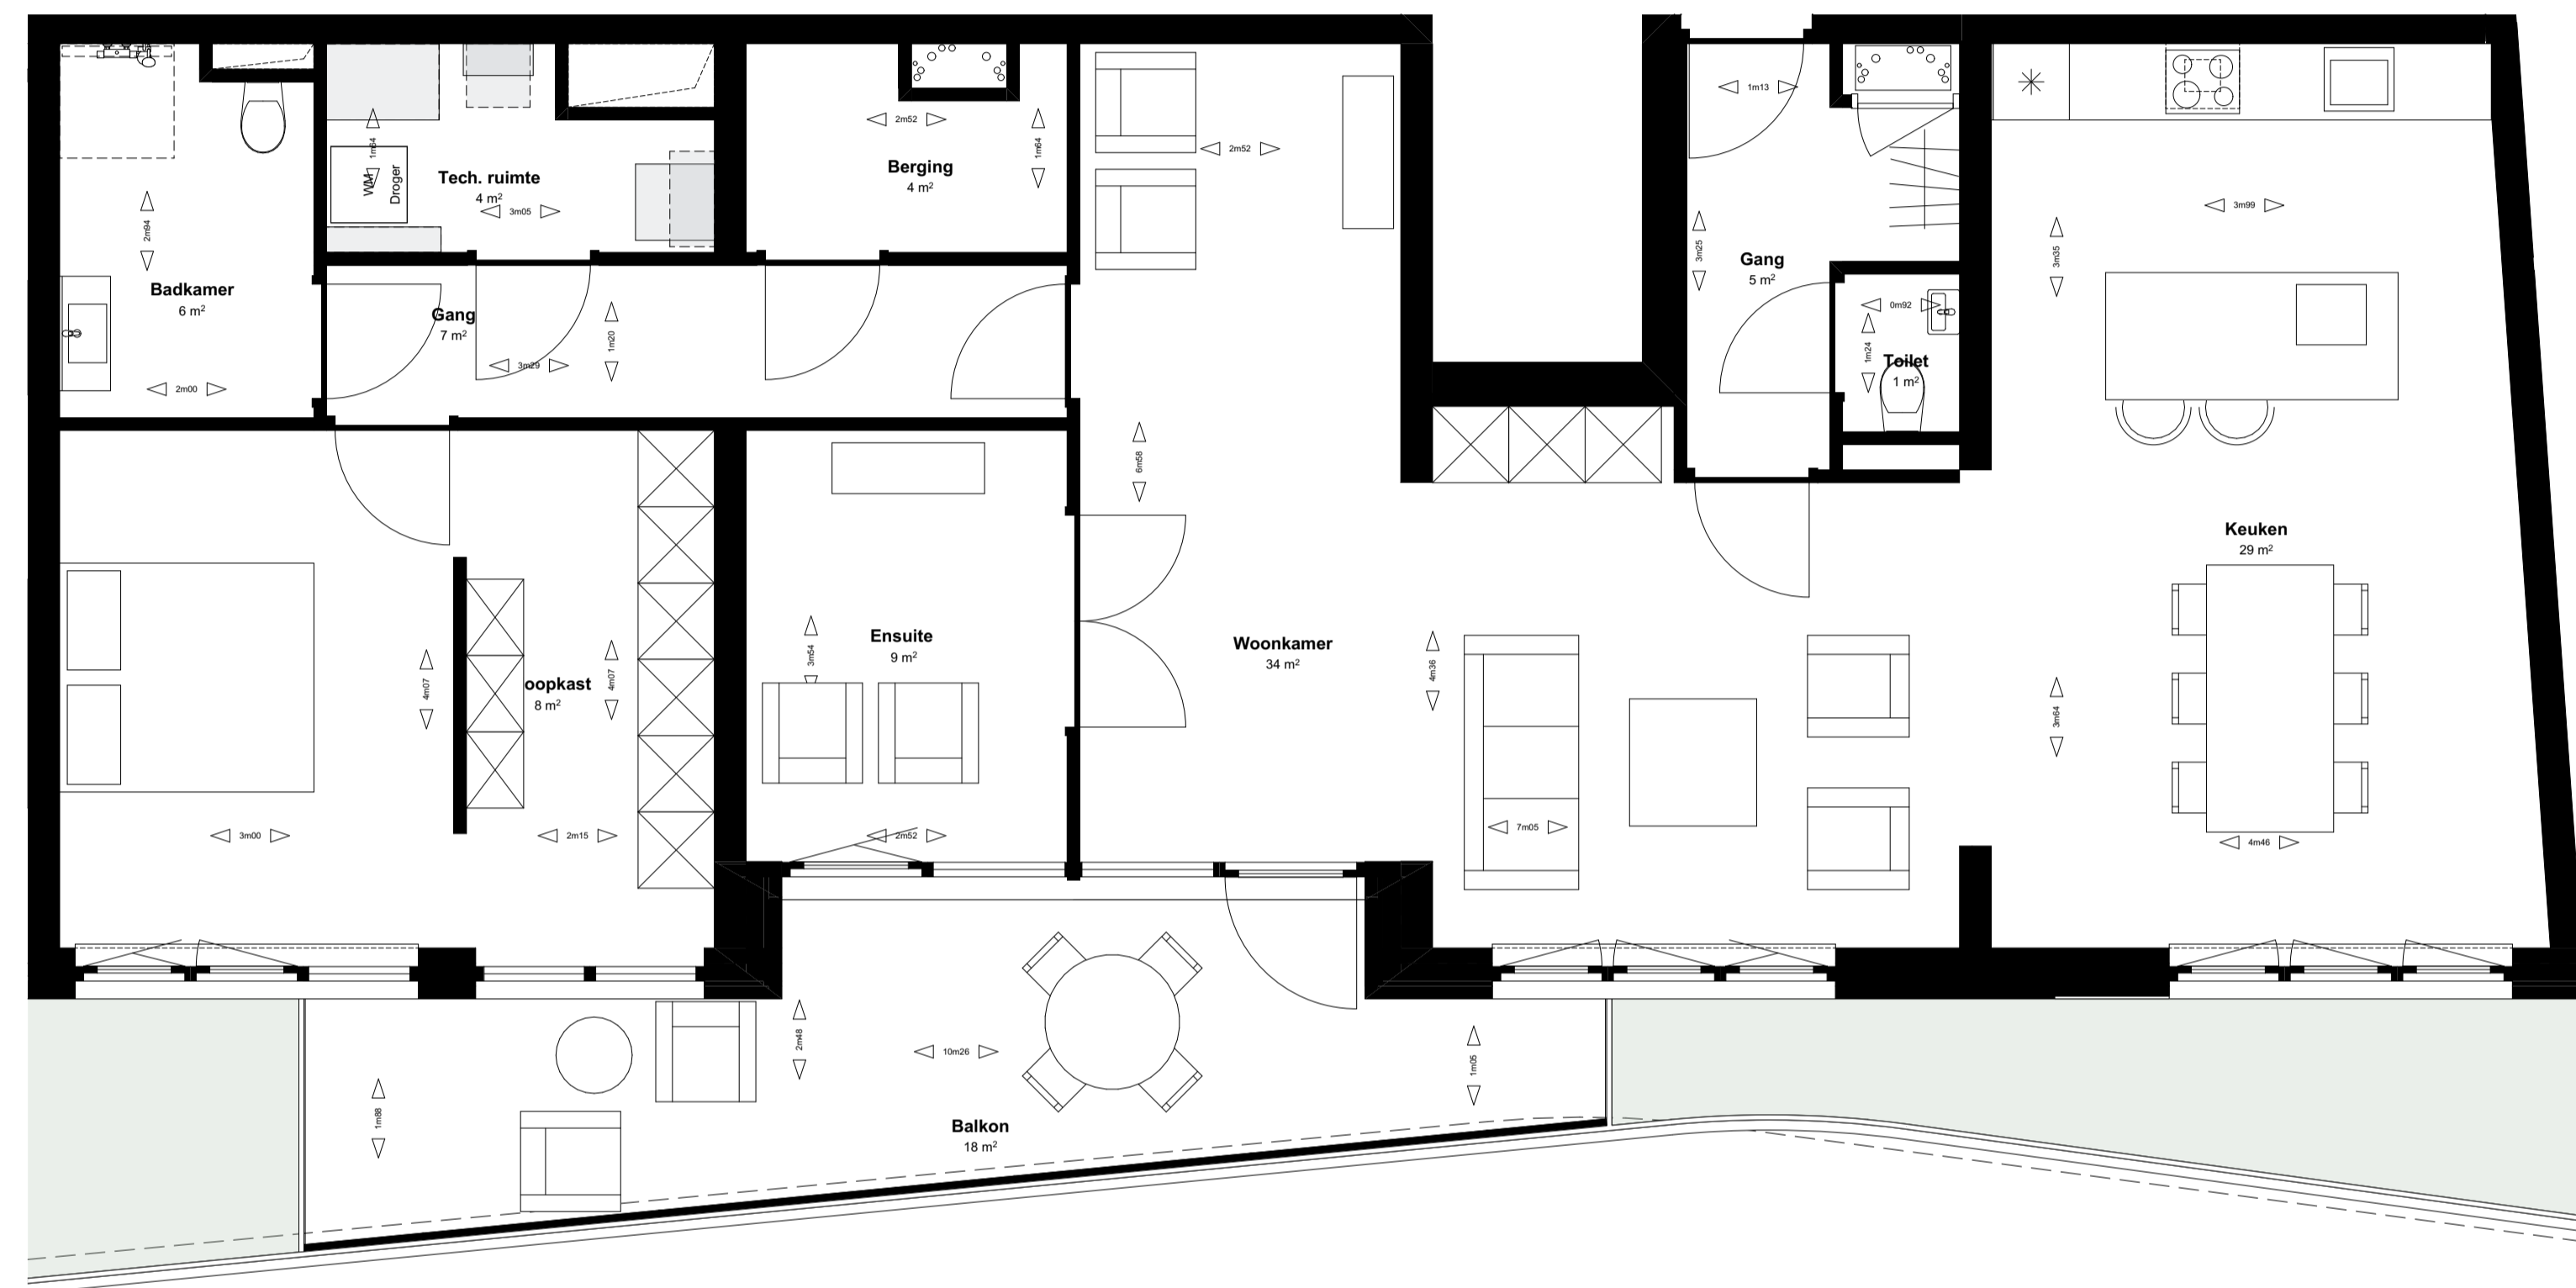 1m13
2m52
1m64
2m52
1m64
WM
Droger
Tech. ruimte
4 m²
3m05
Berging
4 m²
2m94
Badkamer
6 m²
2m00
Gang
7 m²
3m29
1m20
3m25
Gang
5 m²
0m92
1m24
Toilet
1 m²
3m99
3m35
6m58
Keuken
29 m²
Ensuite
9 m²
3m54
2m52
Woonkamer
34 m²
4m36
4m07
oopkast
8 m²
4m07
3m00
2m15
7m05
3m64
4m46
2m48
10m26
1m05
1m88
Balkon
18 m²